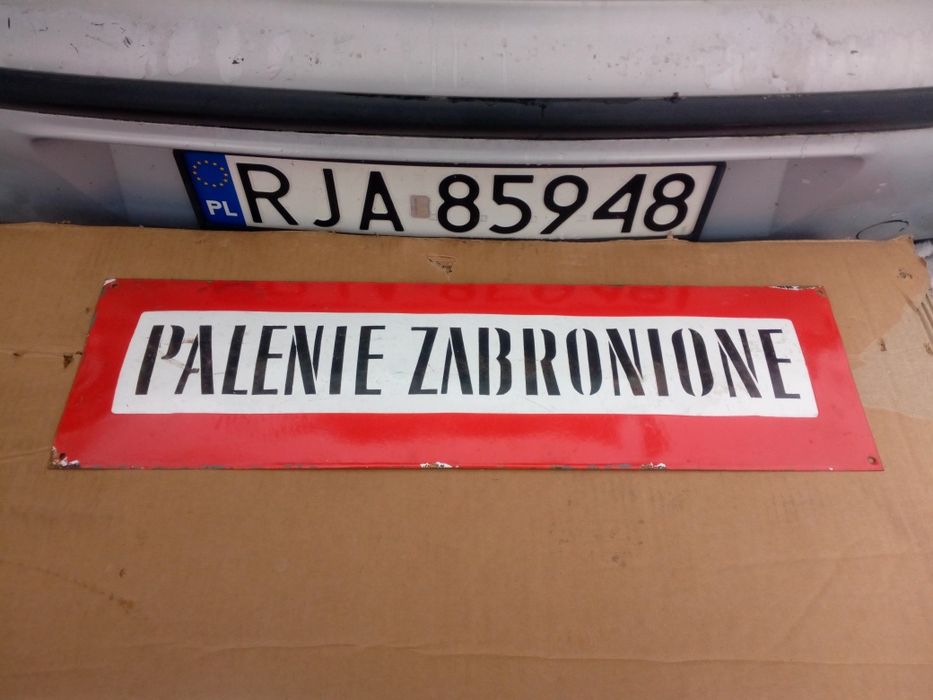 PL RJA 85948
PALENIE ZABRONIONE